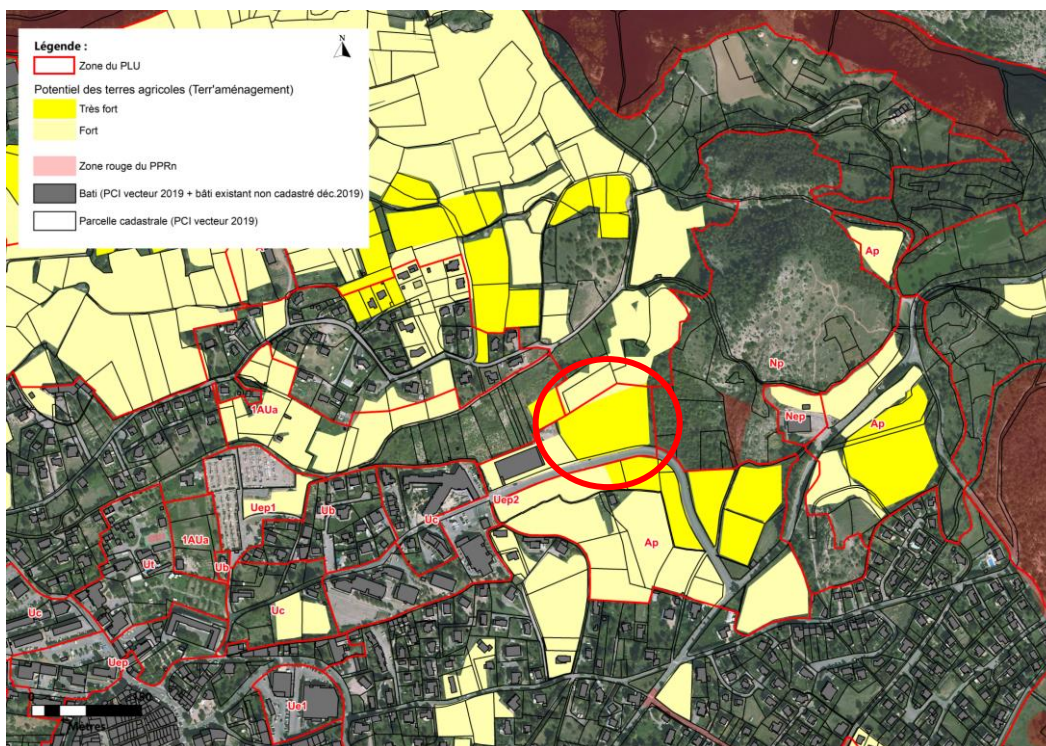 Légende :
N
Zone du PLU
Potentiel des terres agricoles (Terr'aménagement)
Très fort
Fort
Zone rouge du PPRn
Bati (PCI vecteur 2019 + bâti existant non cadastré déc.2019)
Parcelle cadastrale (PCI vecteur 2019)
Ap
Np
1AUa
Nep
Ap
Uep1
Ub
Uep2
Uc
1AUa
Ap
Ut
Ub
Uc
Uc
Uep
Ue1
Mètres